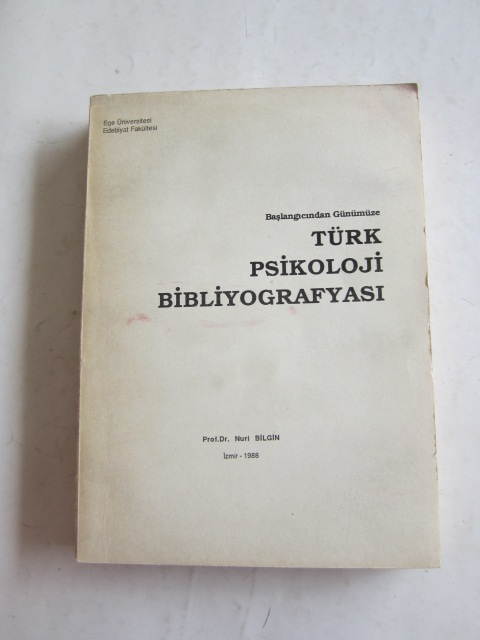 Ege Üniversitesi
Edebiyat Fakültesi
Başlangıcından Günümüze
TÜRK
PSİKOLOJİ
BİBLİYOGRAFYASI
Prof.Dr. Nuri BİLGİN
İzmir - 1988